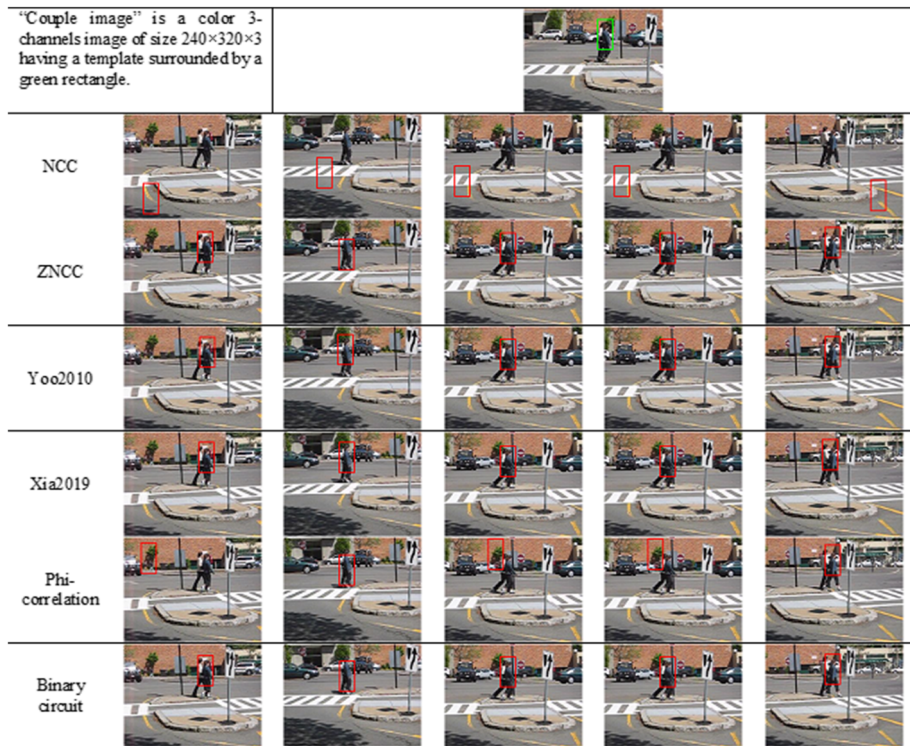 “Couple image” is a color 3-
channels image of size 240×320×3
having a template surrounded by a
green rectangle.
NCC
ZNCC
Yoo2010
Xia2019
Phi-
correlation
Binary
circuit